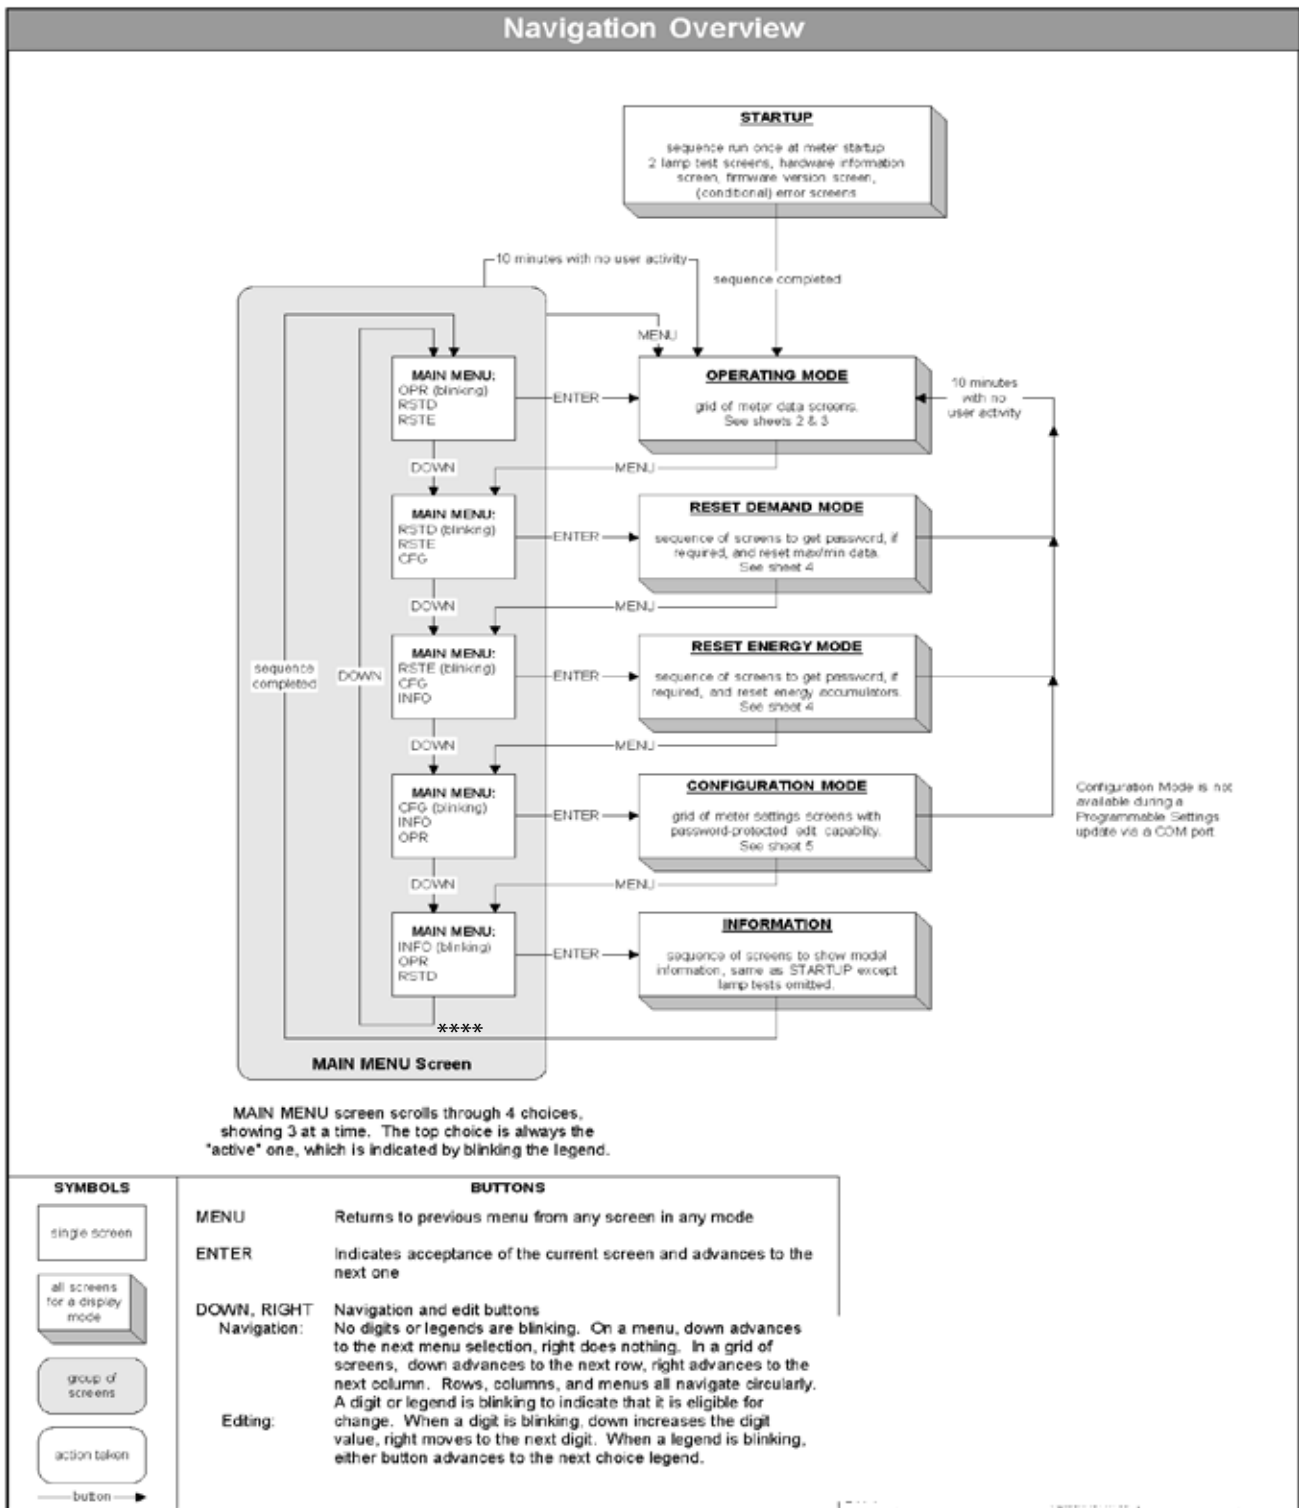 Navigation Overview
STARTUP
sequence run once at meter startup
2 lamp test screens, hardware information
screen, firmware version screen,
(conditional) error screens
10 minutes with no user activity
sequence completed
MENU
MAIN MENU:
OPR (blinking)
RSTD
RSTE
ENTER
OPERATING MODE
grid of meter data screens.
See sheets 2 & 3
10 minutes
with no
user activity
DOWN
MENU
MAIN MENU:
RSTD (blinking)
RSTE
CFG
ENTER
RESET DEMAND MODE
sequence of screens to get password, if
required, and reset max/min data.
See sheet 4
DOWN
MENU
sequence
completed
DOWN
MAIN MENU:
RSTE (blinking)
CFG
INFO
ENTER
RESET ENERGY MODE
sequence of screens to get password, if
required, and reset energy accumulators.
See sheet 4
DOWN
MENU
MAIN MENU:
CFG (blinking)
INFO
OPR
ENTER
CONFIGURATION MODE
grid of meter settings screens with
password-protected edit capability.
See sheet 5
Configuration Mode is not
available during a
Programmable Settings
update via a COM port
DOWN
MENU
MAIN MENU:
INFO (blinking)
OPR
RSTD
ENTER
INFORMATION
sequence of screens to show model
information, same as STARTUP except
lamp tests omitted.
****
MAIN MENU Screen
MAIN MENU screen scrolls through 4 choices,
showing 3 at a time. The top choice is always the
"active" one, which is indicated by blinking the legend.
SYMBOLS
single screen
all screens
for a display
mode
group of
screens
action taken
button
BUTTONS
MENU Returns to previous menu from any screen in any mode
ENTER Indicates acceptance of the current screen and advances to the
next one
DOWN, RIGHT Navigation and edit buttons
Navigation: No digits or legends are blinking. On a menu, down advances
to the next menu selection, right does nothing. In a grid of
screens, down advances to the next row, right advances to the
next column. Rows, columns, and menus all navigate circularly.
A digit or legend is blinking to indicate that it is eligible for
Editing: change. When a digit is blinking, down increases the digit
value, right moves to the next digit. When a legend is blinking,
either button advances to the next choice legend.